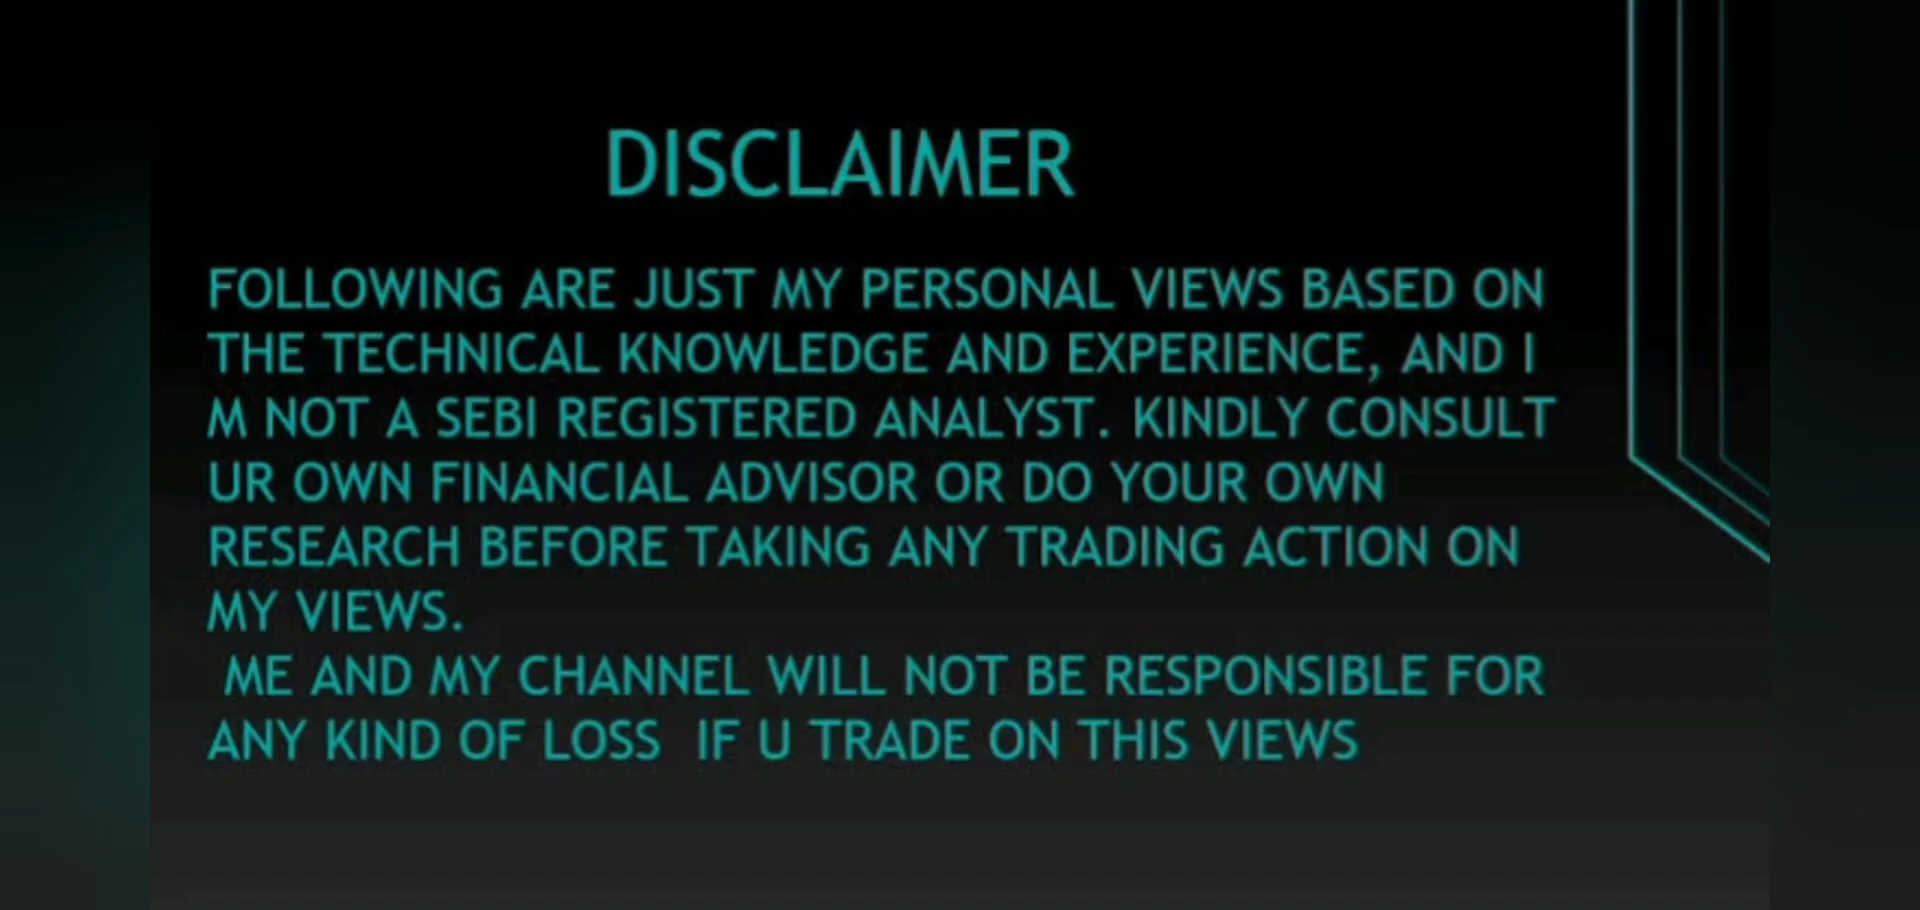 DISCLAIMER
FOLLOWING ARE JUST MY PERSONAL VIEWS BASED ON
THE TECHNICAL KNOWLEDGE AND EXPERIENCE, AND I
M NOT A SEBI REGISTERED ANALYST. KINDLY CONSULT
UR OWN FINANCIAL ADVISOR OR DO YOUR OWN
RESEARCH BEFORE TAKING ANY TRADING ACTION ON
MY VIEWS.
ME AND MY CHANNEL WILL NOT BE RESPONSIBLE FOR
ANY KIND OF LOSS  IF U TRADE ON THIS VIEWS